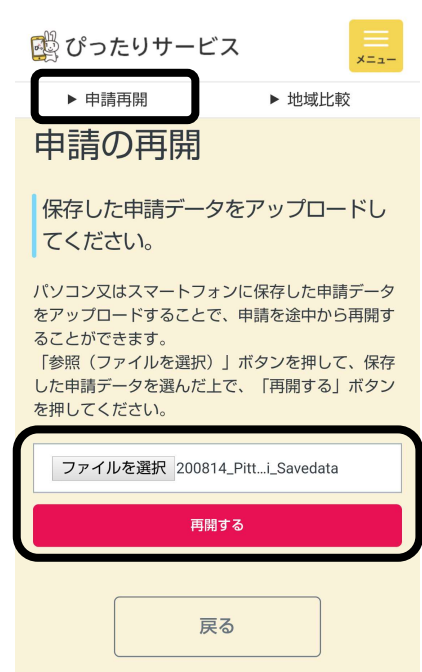 ぴったりサービス
メニュー
▶ 申請再開
▶ 地域比較
申請の再開
保存した申請データをアップロードし
てください。
パソコン又はスマートフォンに保存した申請データ
をアップロードすることで、申請を途中から再開す
ることができます。
「参照（ファイルを選択）」ボタンを押して、保存
した申請データを選んだ上で、「再開する」ボタン
を押してください。
ファイルを選択 200814_Pitt...i_Savedata
再開する
戻る